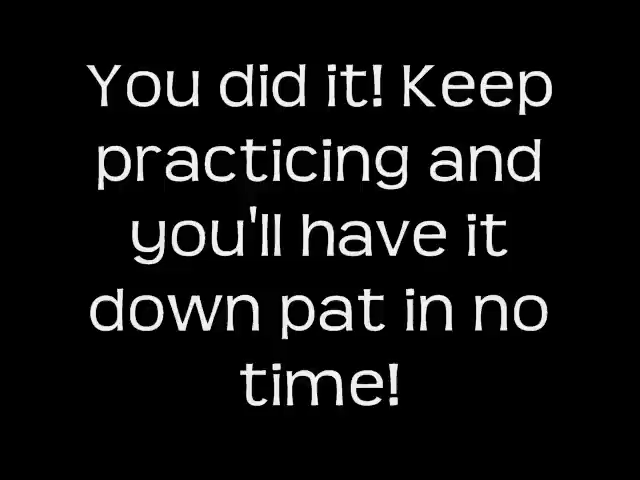 You did it! Keep
practicing and
you'll have it
down pat in no
time!